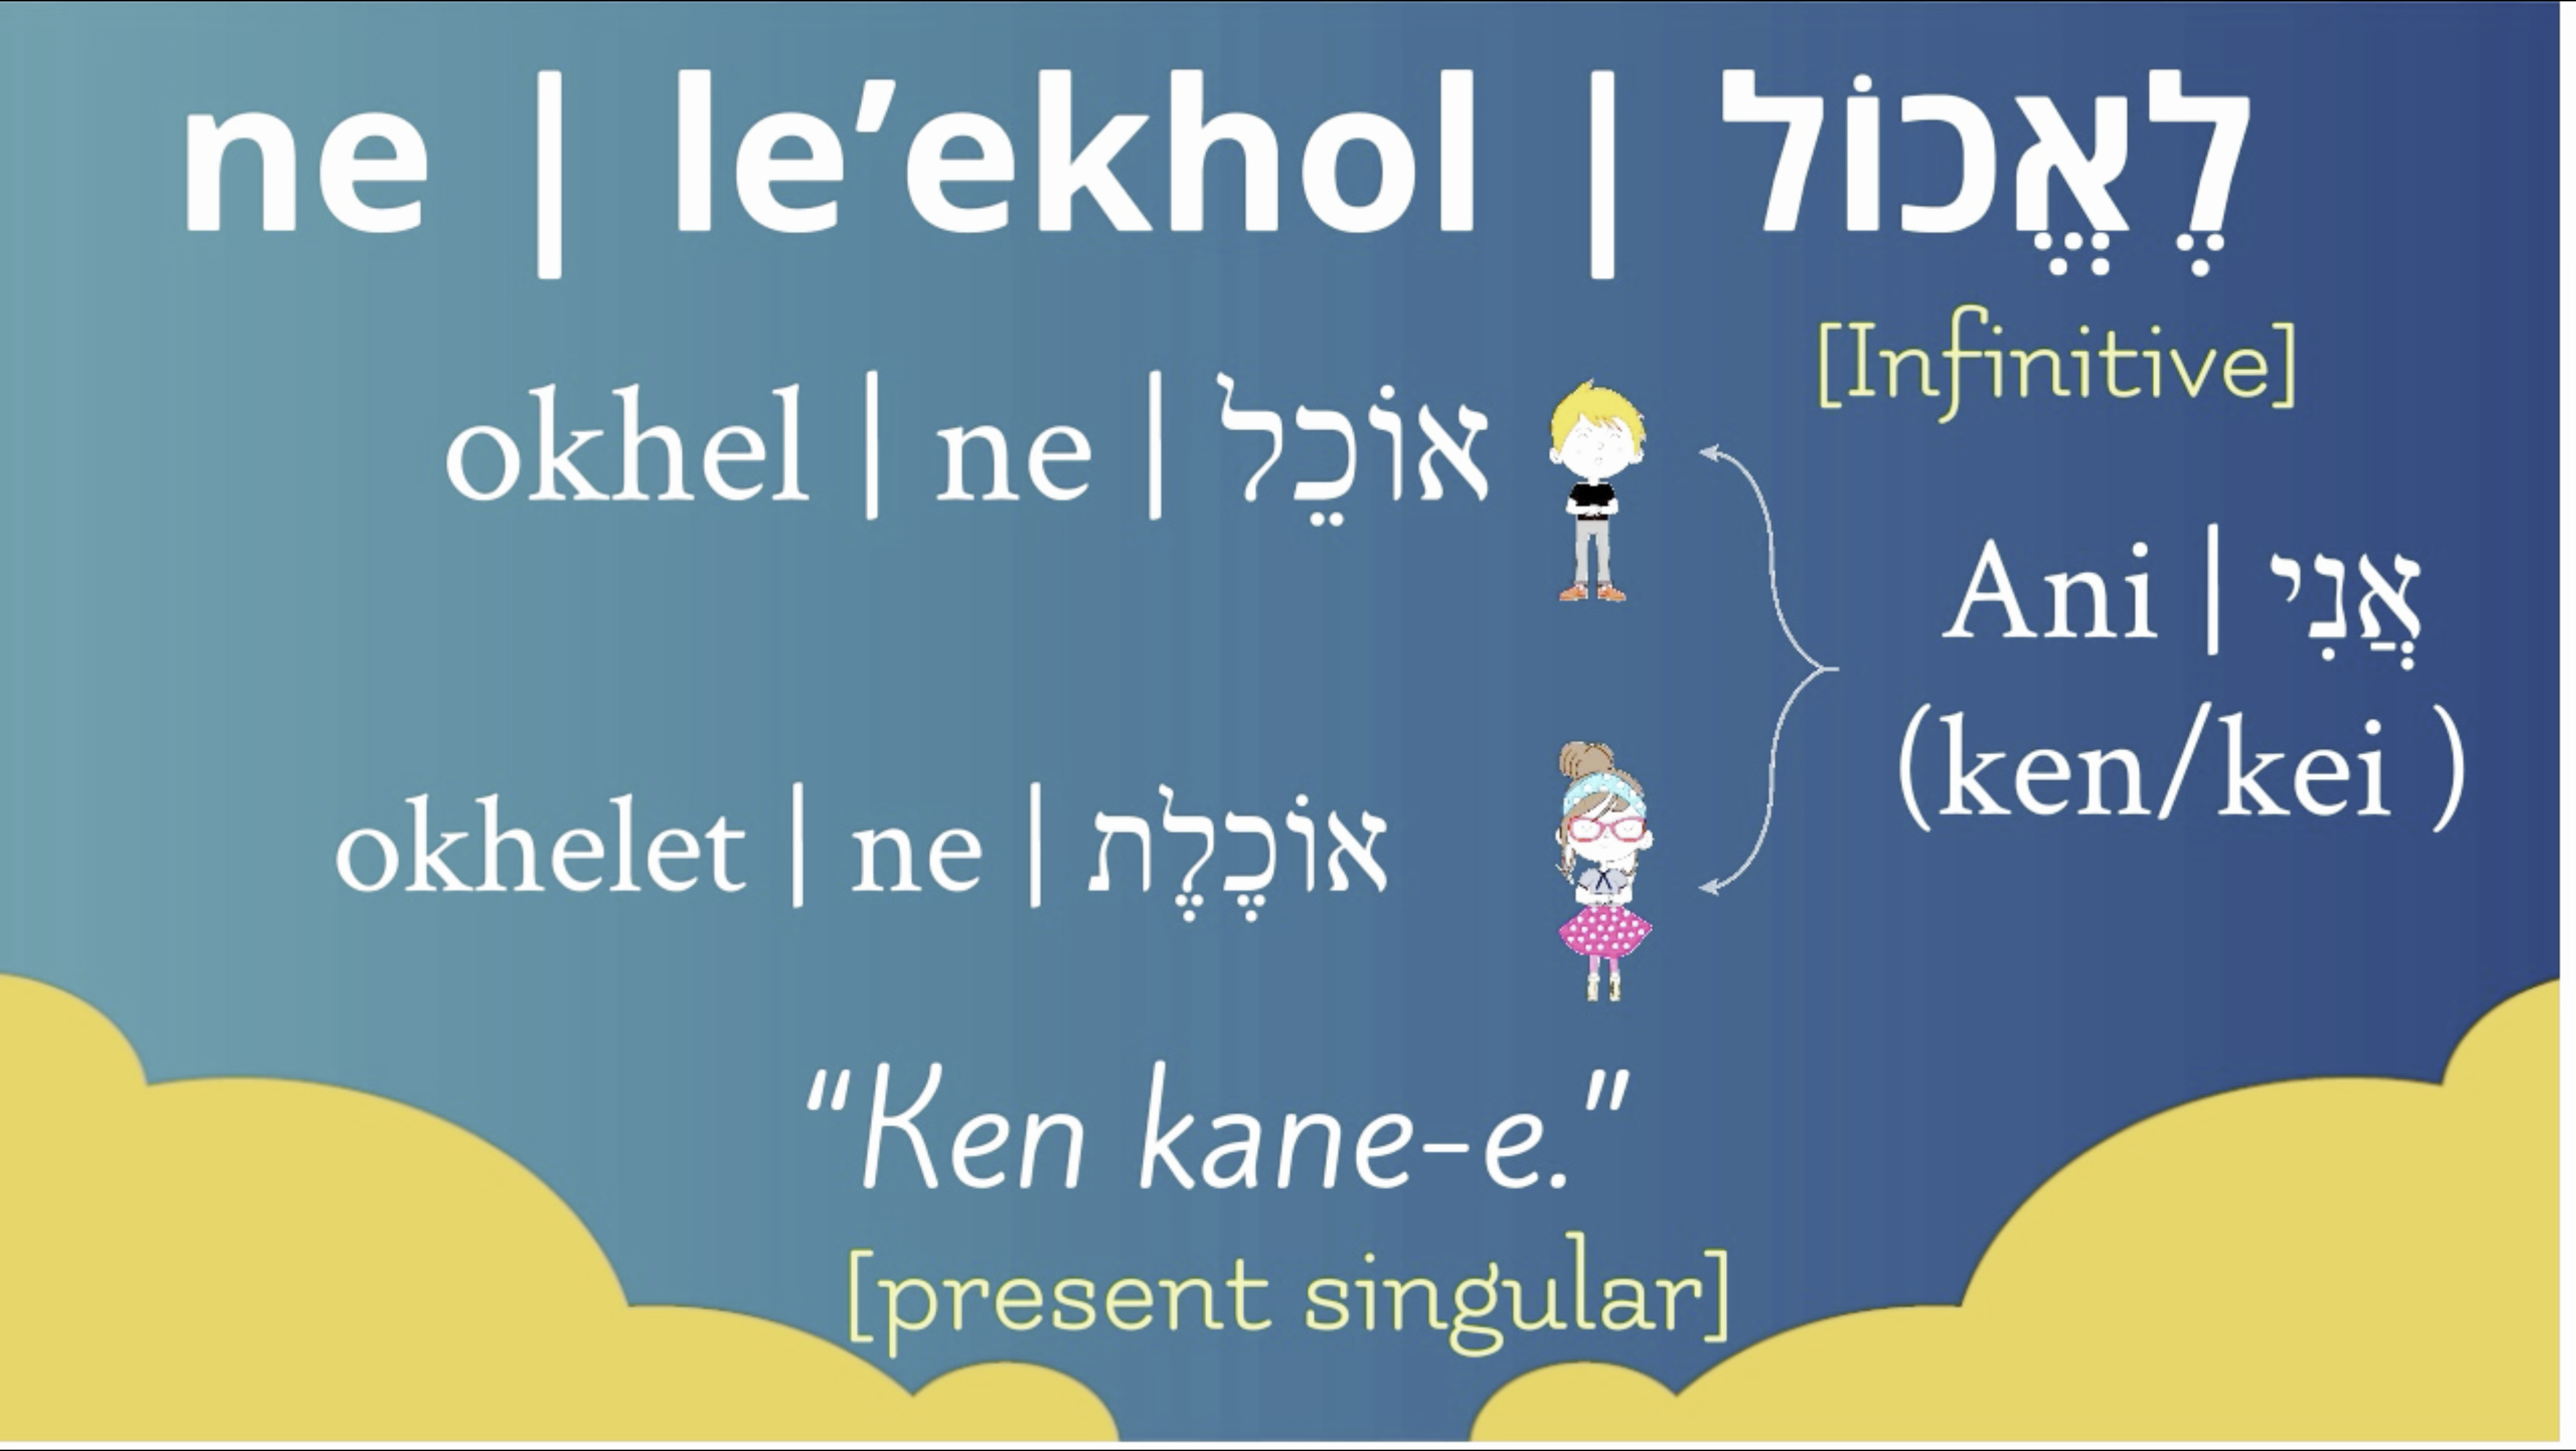 ne | le’ekhol | לֶאֱכוֹל
[Infinitive]
okhel | ne | אוֹכֵל
Ani | אֲנִי
(ken/kei )
okhelet | ne | אוֹכֶלֶת
“Ken kane-e.”
[present singular]